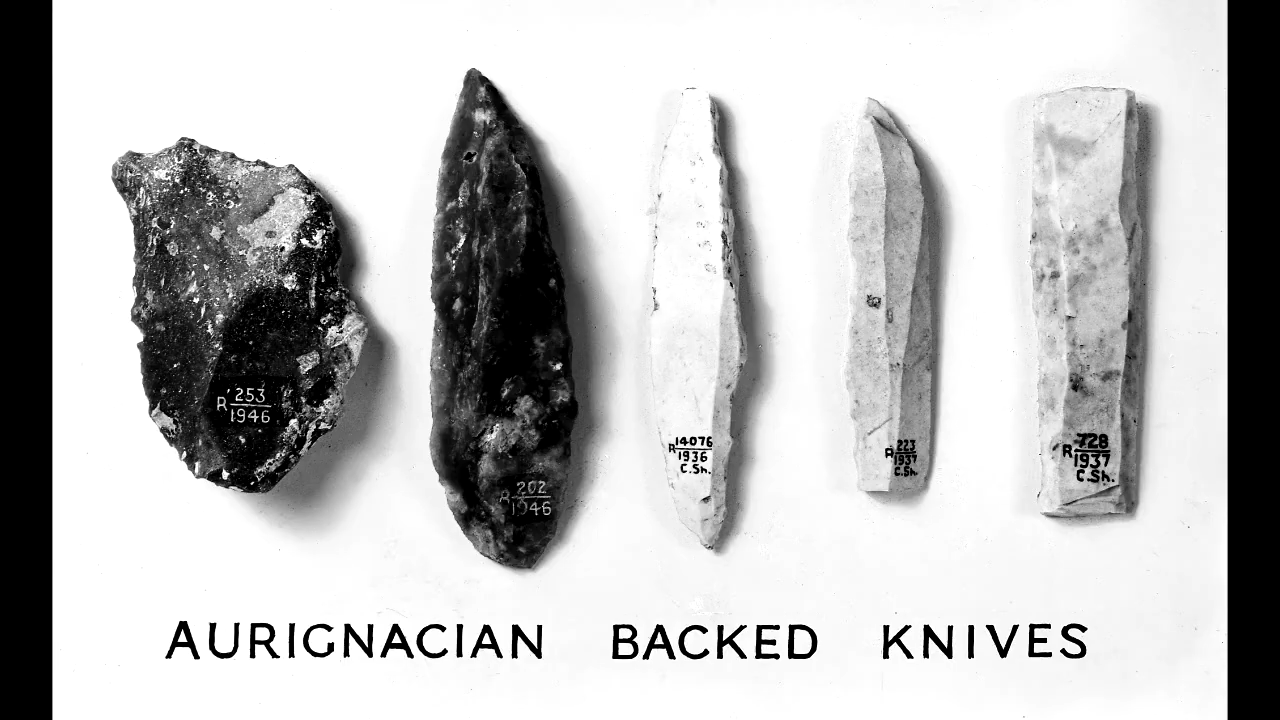 R 253
1946
R 202
1946
R 14076
1936
C.Sh.
R 223
1937
C.Sh.
R 728
1937
C.Sh.
AURIGNACIAN BACKED KNIVES